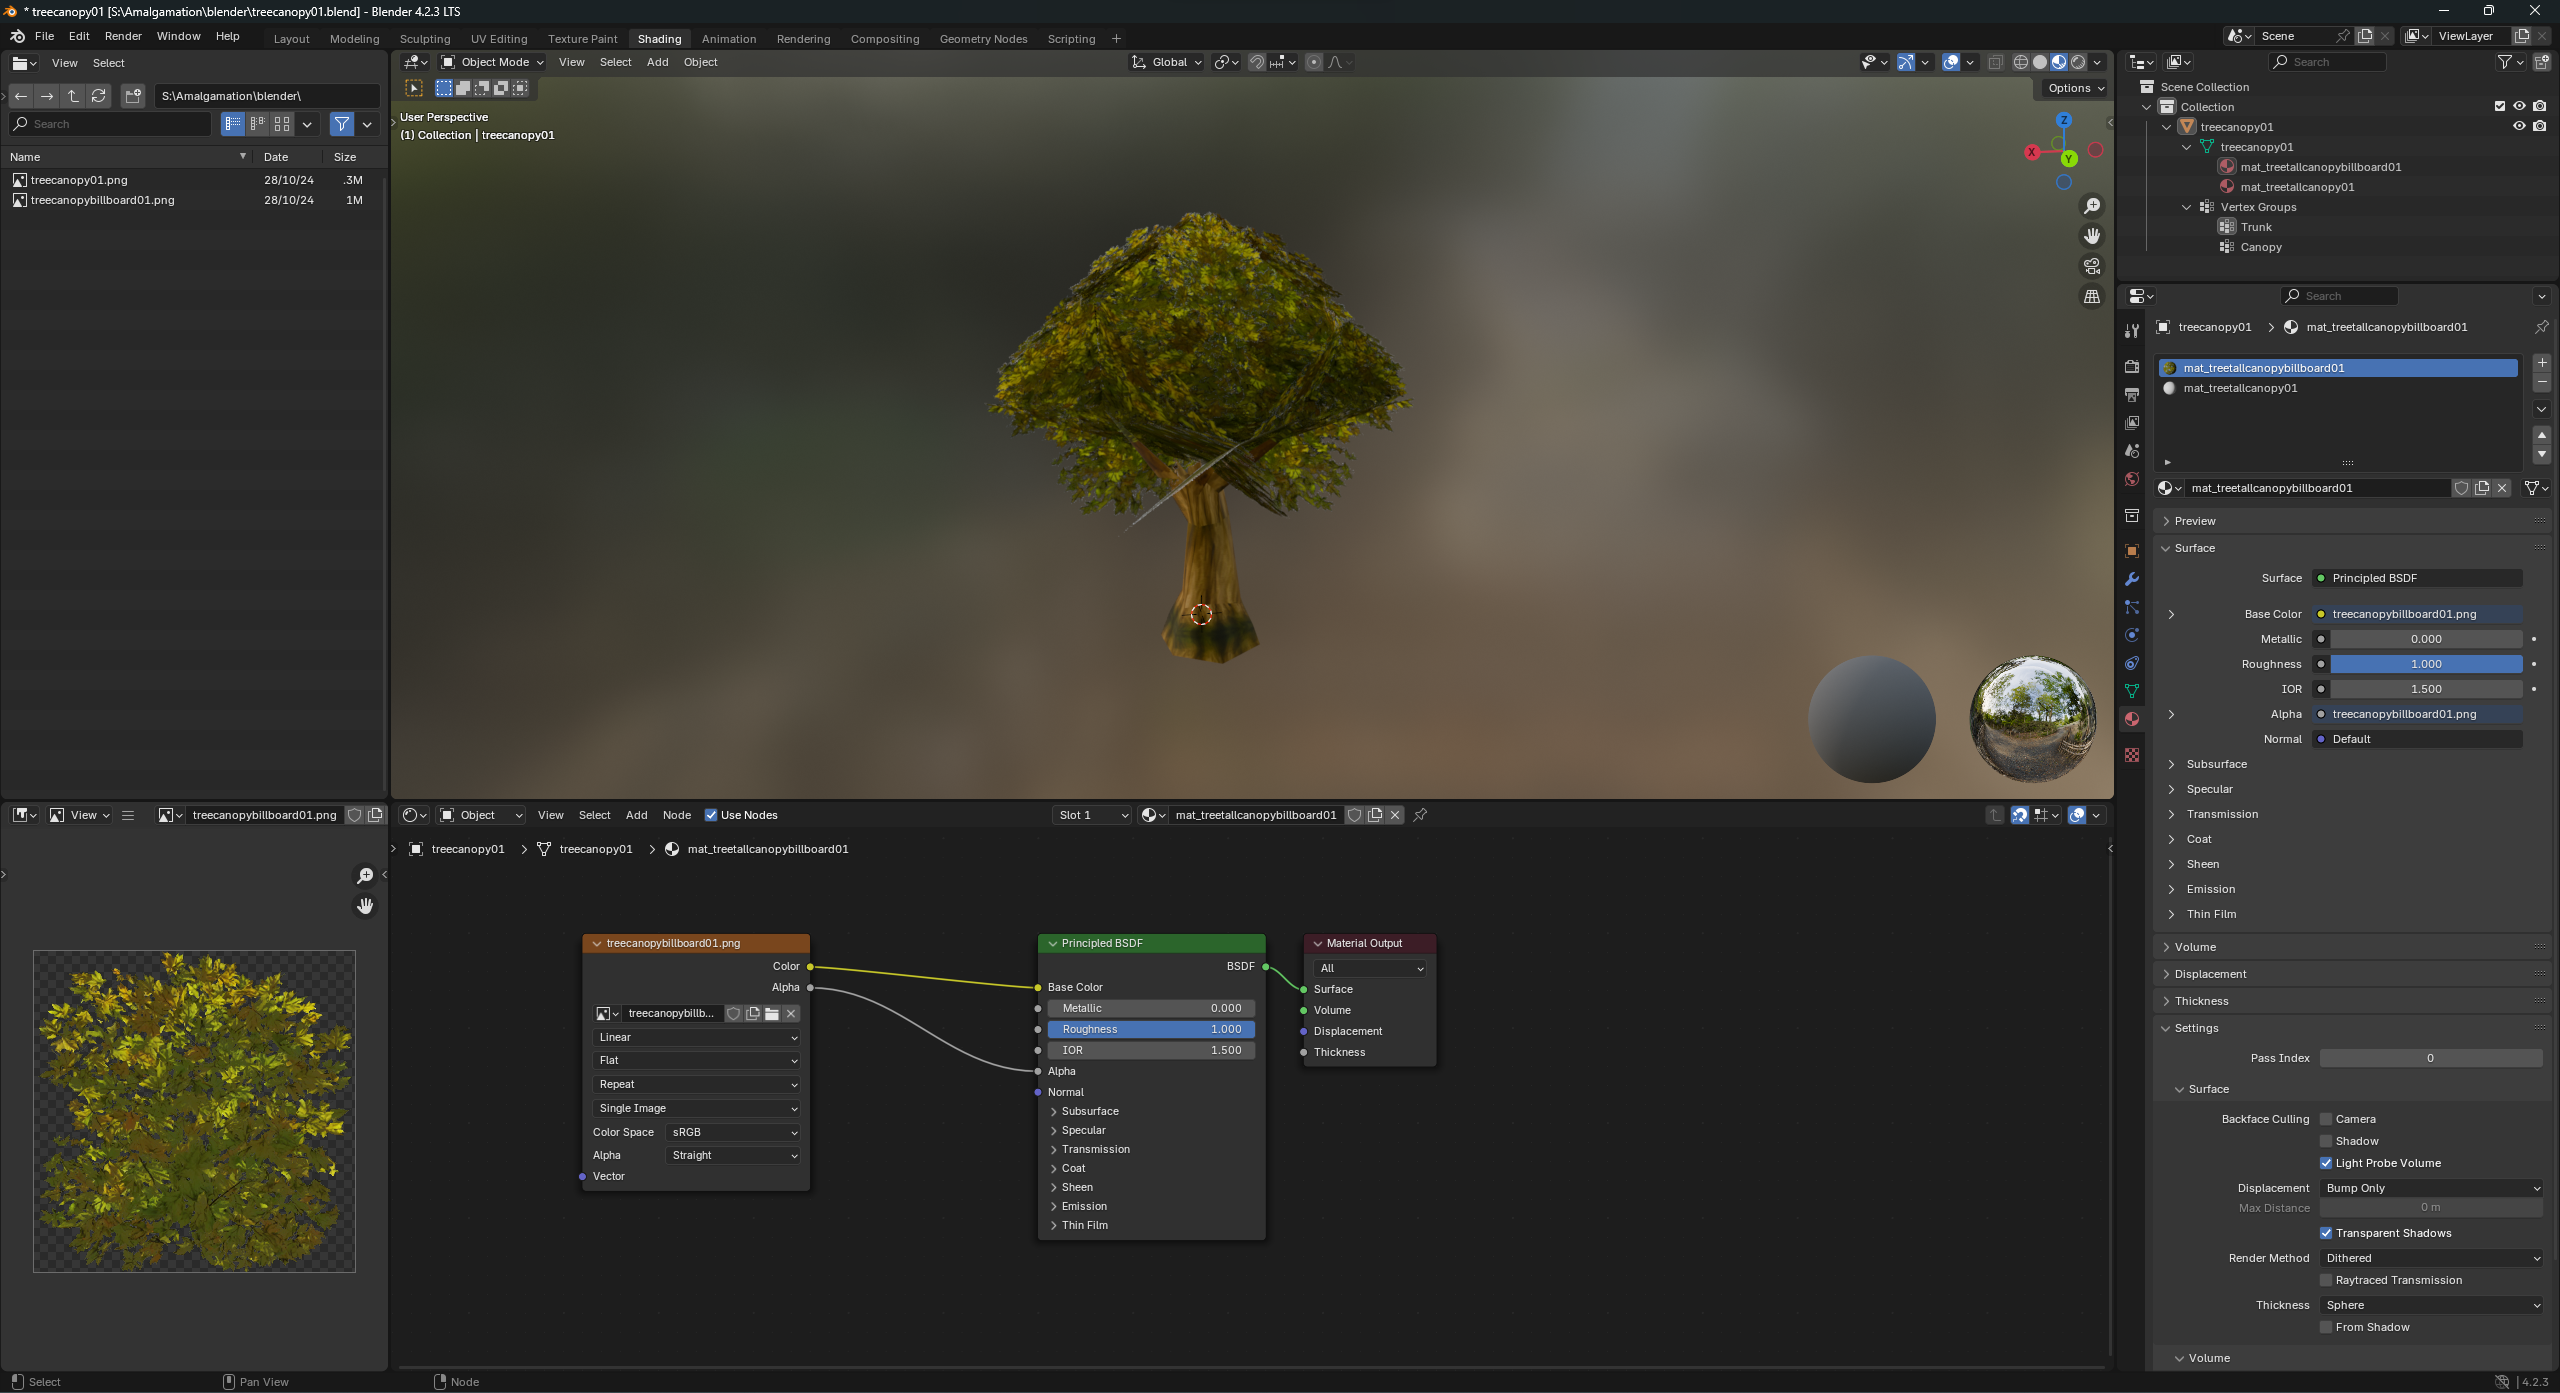 * treecanopy01 [S:\Amalgamation\blender\treecanopy01.blend] - Blender 4.2.3 LTS
File Edit Render Window Help
Layout Modeling Sculpting UV Editing Texture Paint Shading Animation Rendering Compositing Geometry Nodes Scripting +
Scene
ViewLayer
View Select
S:\Amalgamation\blender\
Search
Name Date Size
treecanopy01.png 28/10/24 .3M
treecanopybillboard01.png 28/10/24 1M
Object Mode View Select Add Object
Global
Options
User Perspective
(1) Collection | treecanopy01
Z
X
Y
Search
Scene Collection
Collection
treecanopy01
treecanopy01
mat_treetallcanopybillboard01
mat_treetallcanopy01
Vertex Groups
Trunk
Canopy
Search
treecanopy01 > mat_treetallcanopybillboard01
mat_treetallcanopybillboard01
mat_treetallcanopy01
mat_treetallcanopybillboard01
Preview
Surface
Surface Principled BSDF
Base Color treecanopybillboard01.png
Metallic 0.000
Roughness 1.000
IOR 1.500
Alpha treecanopybillboard01.png
Normal Default
Subsurface
Specular
Transmission
Coat
Sheen
Emission
Thin Film
Volume
Displacement
Thickness
Settings
Pass Index 0
Surface
Backface Culling Camera
Shadow
Light Probe Volume
Displacement Bump Only
Max Distance 0 m
Transparent Shadows
Render Method Dithered
Raytraced Transmission
Thickness Sphere
From Shadow
Volume
View treecanopybillboard01.png
Object View Select Add Node Use Nodes
Slot 1 mat_treetallcanopybillboard01
treecanopy01 > treecanopy01 > mat_treetallcanopybillboard01
treecanopybillboard01.png
Color
Alpha
treecanopybillb...
Linear
Flat
Repeat
Single Image
Color Space sRGB
Alpha Straight
Vector
Principled BSDF
BSDF
Base Color
Metallic 0.000
Roughness 1.000
IOR 1.500
Alpha
Normal
Subsurface
Specular
Transmission
Coat
Sheen
Emission
Thin Film
Material Output
All
Surface
Volume
Displacement
Thickness
Select Pan View Node
4.2.3